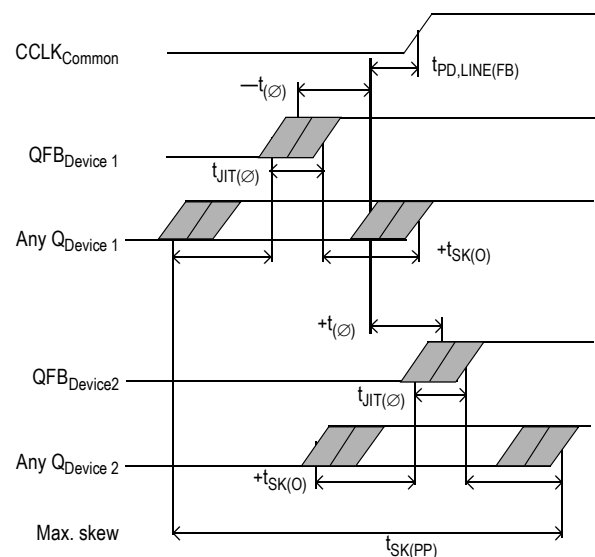 CCLKCommon
tPD,LINE(FB)
—t(∅)
QFBDevice 1
tJIT(∅)
Any QDevice 1
+tSK(O)
+t(∅)
QFBDevice2
tJIT(∅)
Any QDevice 2
+tSK(O)
Max. skew
tSK(PP)